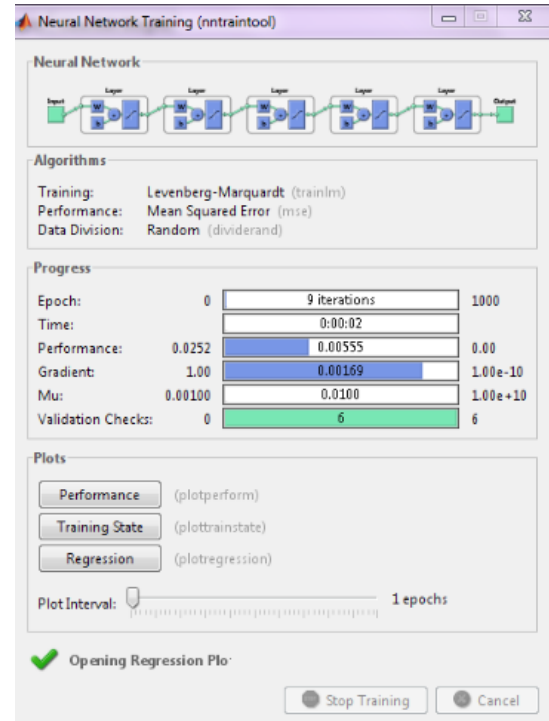 Neural Network Training (nntraintool)
Neural Network
Input Layer Layer Layer Layer Layer Output
W W W W W
b b b b b
Algorithms
Training: Levenberg-Marquardt (trainlm)
Performance: Mean Squared Error (mse)
Data Division: Random (dividerand)
Progress
Epoch: 0 9 iterations 1000
Time: 0:00:02
Performance: 0.0252 0.00555 0.00
Gradient: 1.00 0.00169 1.00e-10
Mu: 0.00100 0.0100 1.00e+10
Validation Checks: 0 6 6
Plots
Performance (plotperform)
Training State (plottrainstate)
Regression (plotregression)
Plot Interval: 1 epochs
Opening Regression Plo
Stop Training Cancel